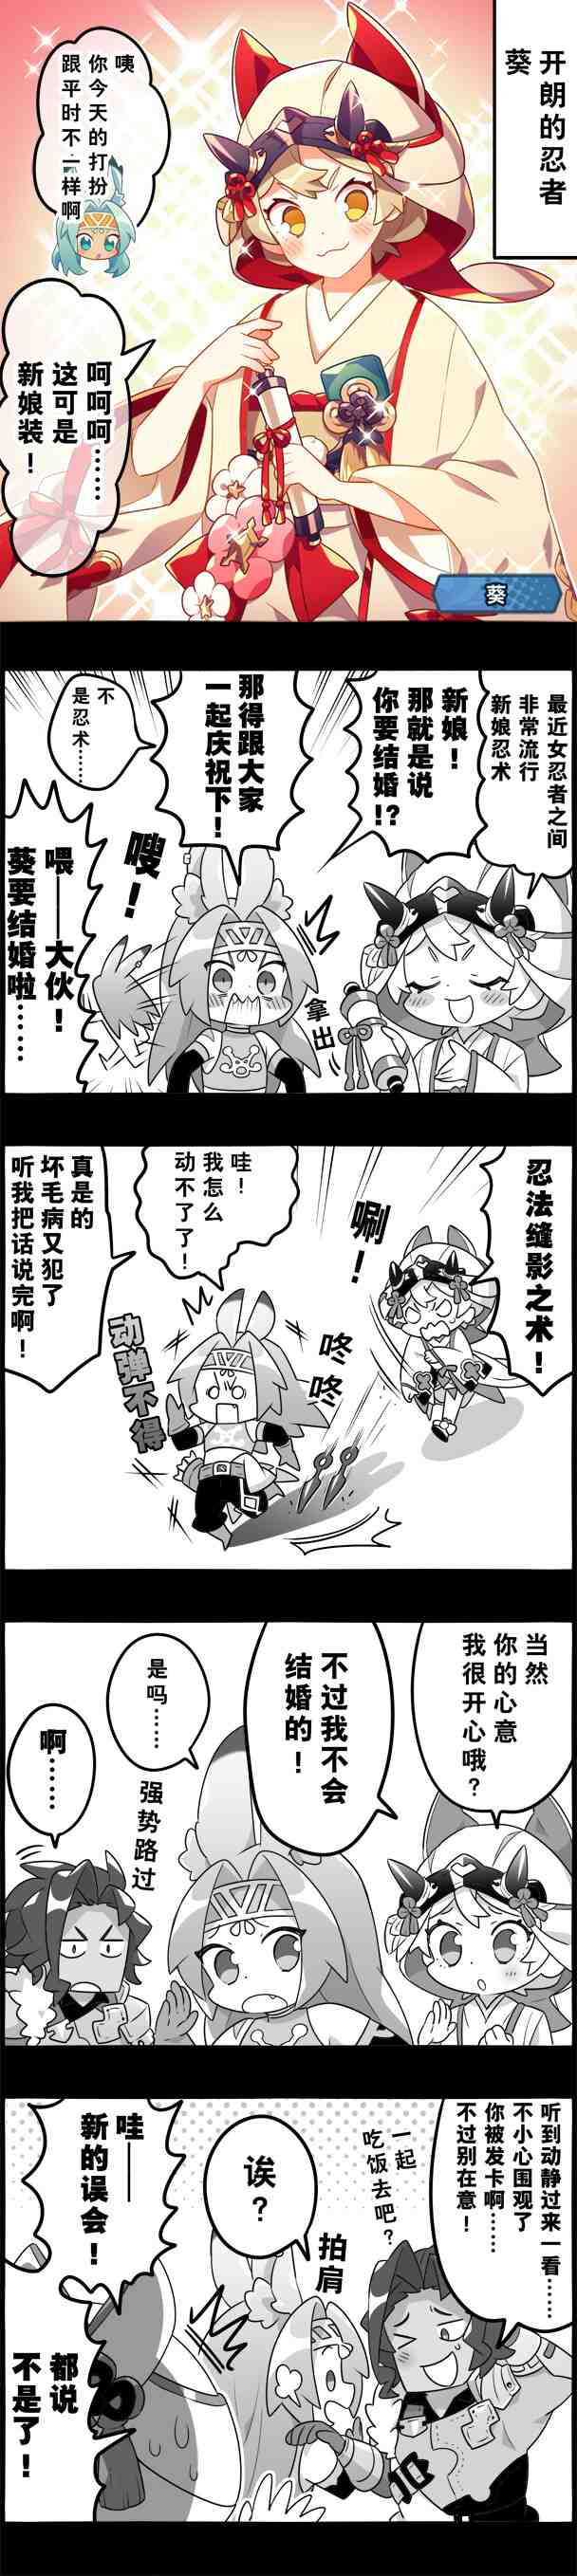 开朗的忍者
葵
咦
你今天的打扮
跟平时不一样啊
呵呵呵……
这可是
新娘装！
葵
最近女忍者之间
非常流行
新娘忍术
新娘！
那就是说
你要结婚!?
那得跟大家
一起庆祝下！
不
是忍术……
拿出
嗖！
喂——大伙！
葵要结婚啦……
忍法缝影之术！
唰！
哇！
我怎么
动不了了！
咚咚
动弹不得
真是的
坏毛病又犯了
听我把话说完啊！
当然
你的心意
我很开心哦？
不过我不会
结婚的！
是吗……
强势路过
啊……
听到动静过来一看……
不小心围观了
你被发卡啊……
不过别在意！
一起
吃饭去吧？
拍肩
诶？
哇——
新的误会！
都说
不是了！